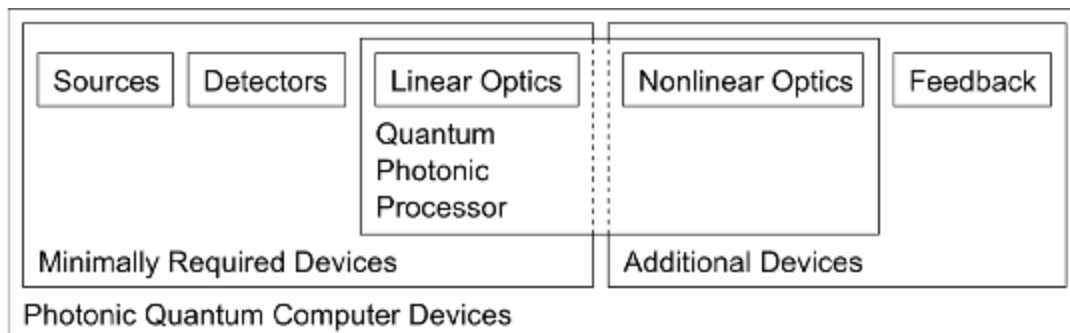 Sources
Detectors
Linear Optics
Nonlinear Optics
Feedback
Quantum
Photonic
Processor
Minimally Required Devices
Additional Devices
Photonic Quantum Computer Devices